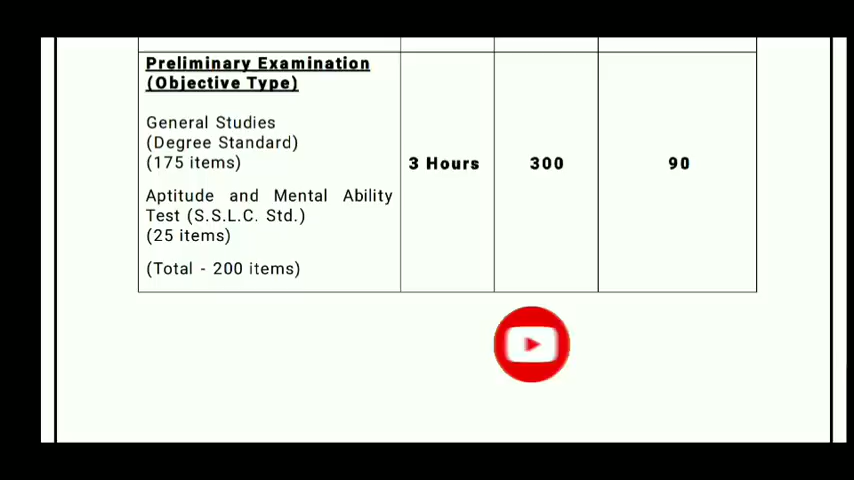 Preliminary Examination
(Objective Type)
General Studies
(Degree Standard)
(175 items)
Aptitude and Mental Ability
Test (S.S.L.C. Std.)
(25 items)
(Total - 200 items)
3 Hours
300
90